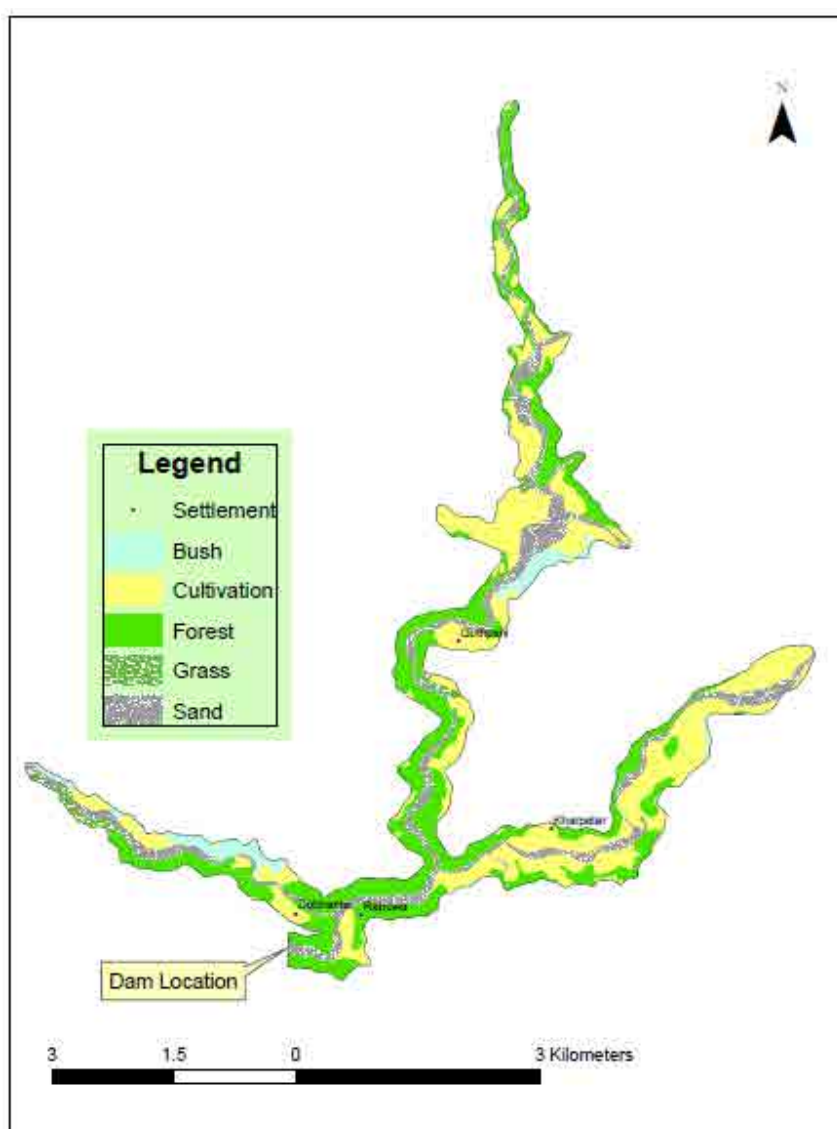 N
Legend
Settlement
Bush
Cultivation
Forest
Grass
Sand
Dam Location
3 1.5 0 3 Kilometers